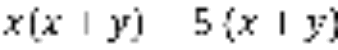 x(x + y) 5(x + y)